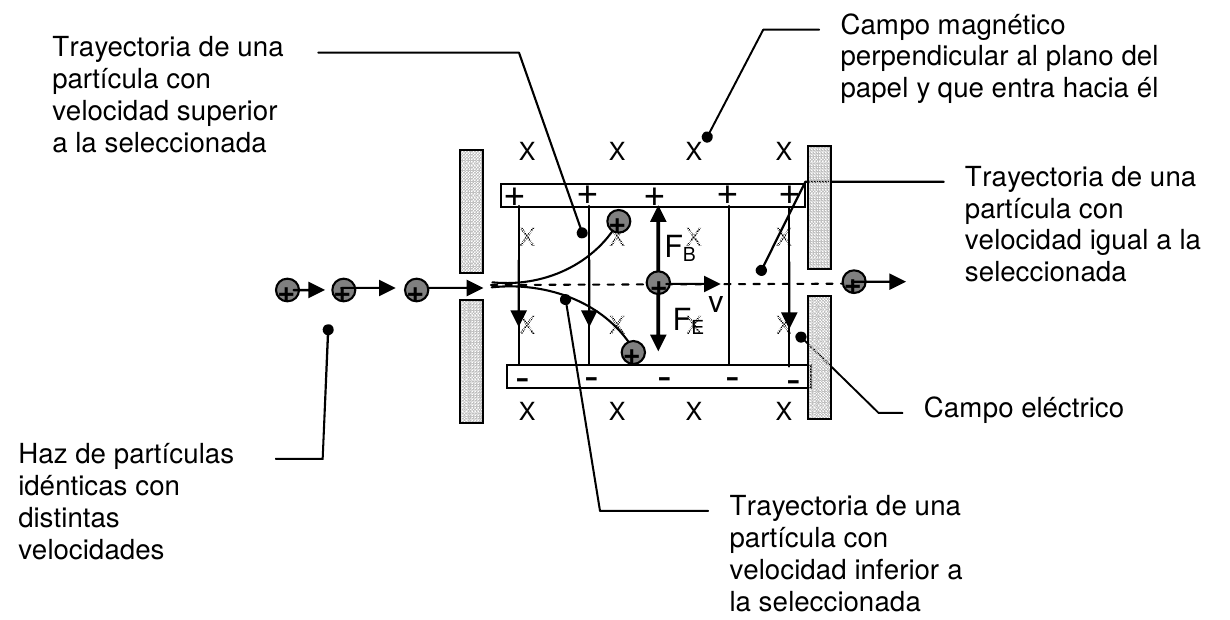 Trayectoria de una
partícula con
velocidad superior
a la seleccionada
Campo magnético
perpendicular al plano del
papel y que entra hacia él
X X X X
+ + + + +
Trayectoria de una
partícula con
velocidad igual a la
seleccionada
X X X X
F_B
+
+ + + + v +
F_E
X X X X
+
- - - - -
X X X X
Campo eléctrico
Haz de partículas
idénticas con
distintas
velocidades
Trayectoria de una
partícula con
velocidad inferior a
la seleccionada